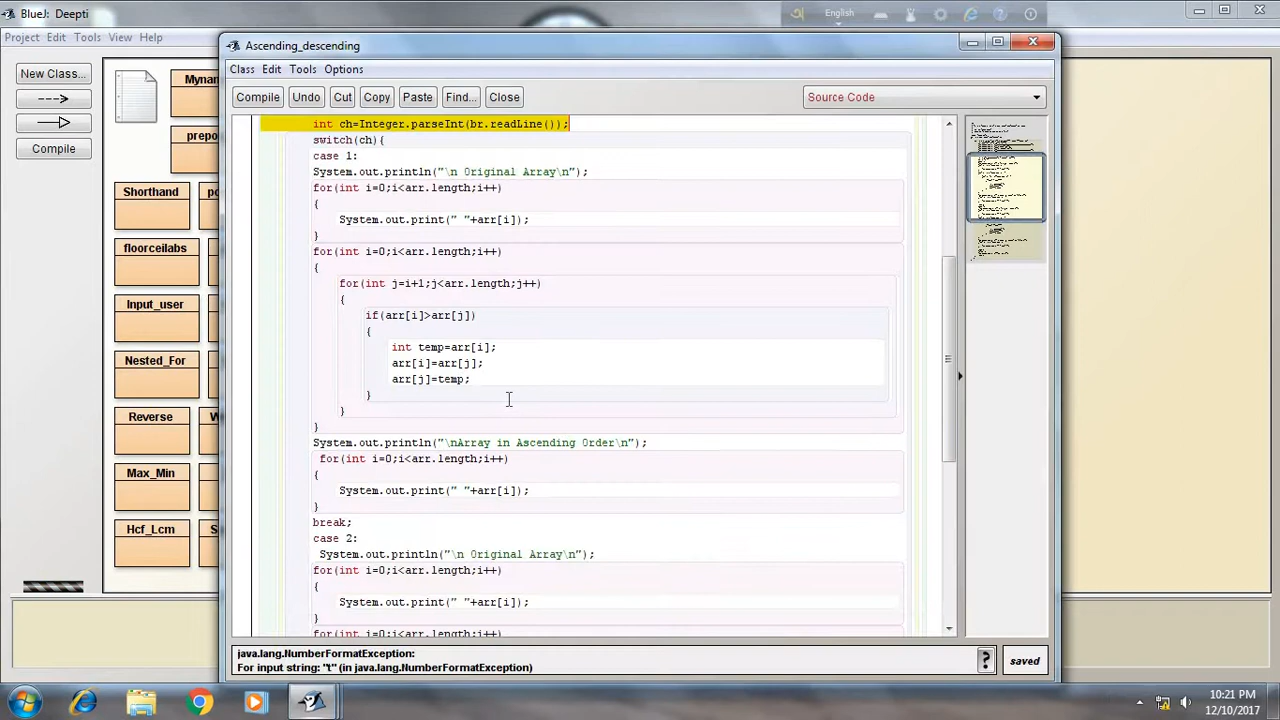 BlueJ: Deepti
English
Project Edit Tools View Help
Ascending_descending
Class Edit Tools Options
New Class...
Compile
Compile Undo Cut Copy Paste Find... Close
Source Code
Shorthand
floorceilabs
Input_user
Nested_For
Reverse
Max_Min
Hcf_Lcm
int ch=Integer.parseInt(br.readLine());
switch(ch){
case 1:
System.out.println("\n Original Array\n");
for(int i=0;i<arr.length;i++)
{
System.out.print(" "+arr[i]);
}
for(int i=0;i<arr.length;i++)
{
for(int j=i+1;j<arr.length;j++)
{
if(arr[i]>arr[j])
{
int temp=arr[i];
arr[i]=arr[j];
arr[j]=temp;
}
}
}
System.out.println("\nArray in Ascending Order\n");
for(int i=0;i<arr.length;i++)
{
System.out.print(" "+arr[i]);
}
break;
case 2:
System.out.println("\n Original Array\n");
for(int i=0;i<arr.length;i++)
{
System.out.print(" "+arr[i]);
}
for(int i=0;i<arr.length;i++)
java.lang.NumberFormatException:
For input string: "t" (in java.lang.NumberFormatException)
saved
10:21 PM
12/10/2017